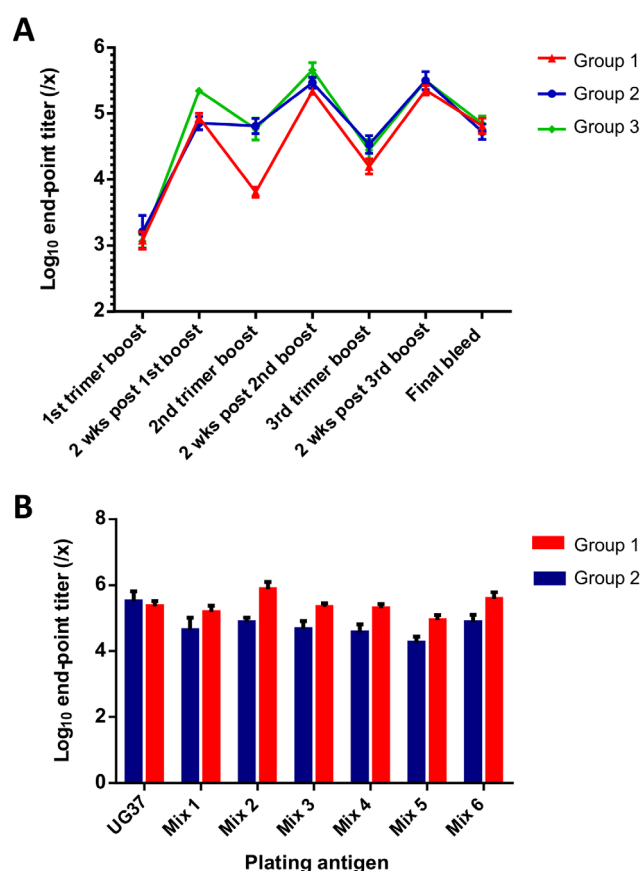 A
Log10 end-point titer (/x)
6
5
4
3
2
1st trimer boost
2 wks post 1st boost
2nd trimer boost
2 wks post 2nd boost
3rd trimer boost
2 wks post 3rd boost
Final bleed
Group 1
Group 2
Group 3
B
Log10 end-point titer (/x)
8
6
4
2
0
UG37
Mix 1
Mix 2
Mix 3
Mix 4
Mix 5
Mix 6
Plating antigen
Group 1
Group 2